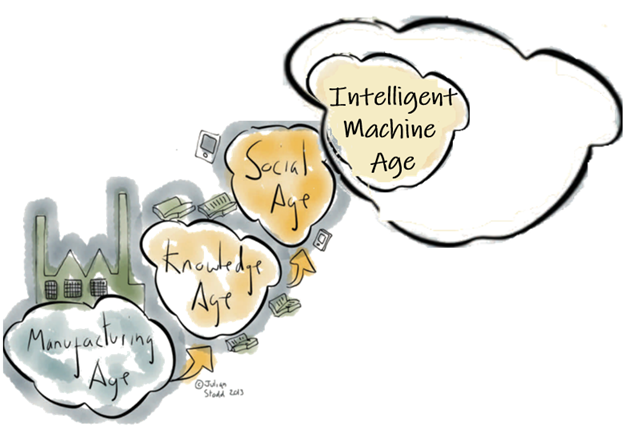 Intelligent
Machine
Age
Social
Age
Knowledge
Age
Manufacturing
Age
©Julian
Stodd 2013